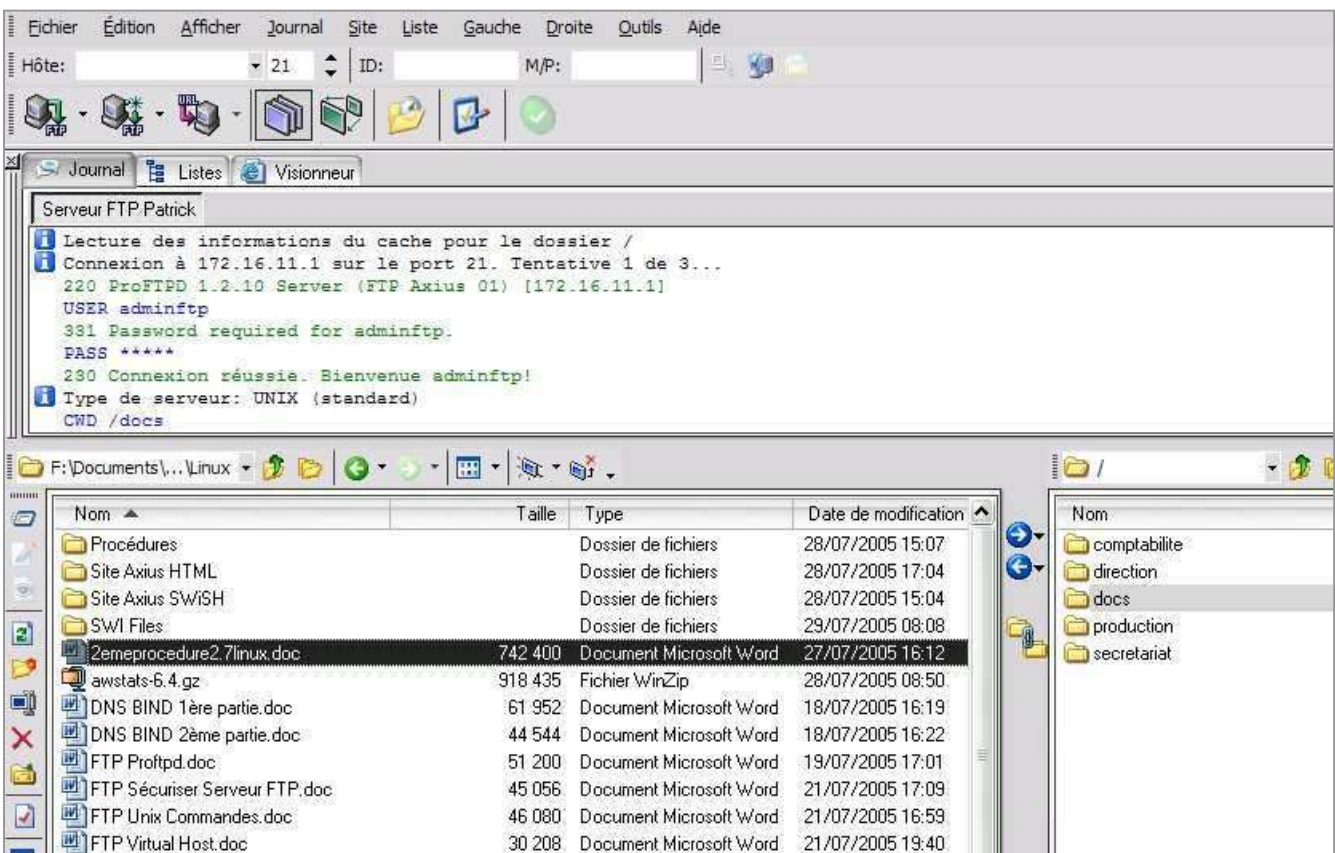 Fichier Édition Afficher Journal Site Liste Gauche Droite Outils Aide
Hôte: 21 ID: M/P:
FTP FTP URL
Journal Listes Visionneur
Serveur FTP Patrick
Lecture des informations du cache pour le dossier /
Connexion à 172.16.11.1 sur le port 21. Tentative 1 de 3...
220 ProFTPD 1.2.10 Server (FTP Axius 01) [172.16.11.1]
USER adminftp
331 Password required for adminftp.
PASS *****
230 Connexion réussie. Bienvenue adminftp!
Type de serveur: UNIX (standard)
CWD /docs
F:\Documents\...\Linux /
Nom Taille Type Date de modification Nom
Procédures Dossier de fichiers 28/07/2005 15:07 comptabilite
Site Axius HTML Dossier de fichiers 28/07/2005 17:04 direction
Site Axius SWiSH Dossier de fichiers 28/07/2005 15:04 docs
SWI Files Dossier de fichiers 29/07/2005 08:08 production
2emeprocedure2.7linux.doc 742 400 Document Microsoft Word 27/07/2005 16:12 secretariat
awstats-6.4.gz 918 435 Fichier WinZip 28/07/2005 08:50
DNS BIND 1ère partie.doc 61 952 Document Microsoft Word 18/07/2005 16:19
DNS BIND 2ème partie.doc 44 544 Document Microsoft Word 18/07/2005 16:22
FTP Proftpd.doc 51 200 Document Microsoft Word 19/07/2005 17:01
FTP Sécuriser Serveur FTP.doc 45 056 Document Microsoft Word 21/07/2005 17:09
FTP Unix Commandes.doc 46 080 Document Microsoft Word 21/07/2005 16:59
FTP Virtual Host.doc 30 208 Document Microsoft Word 21/07/2005 19:40